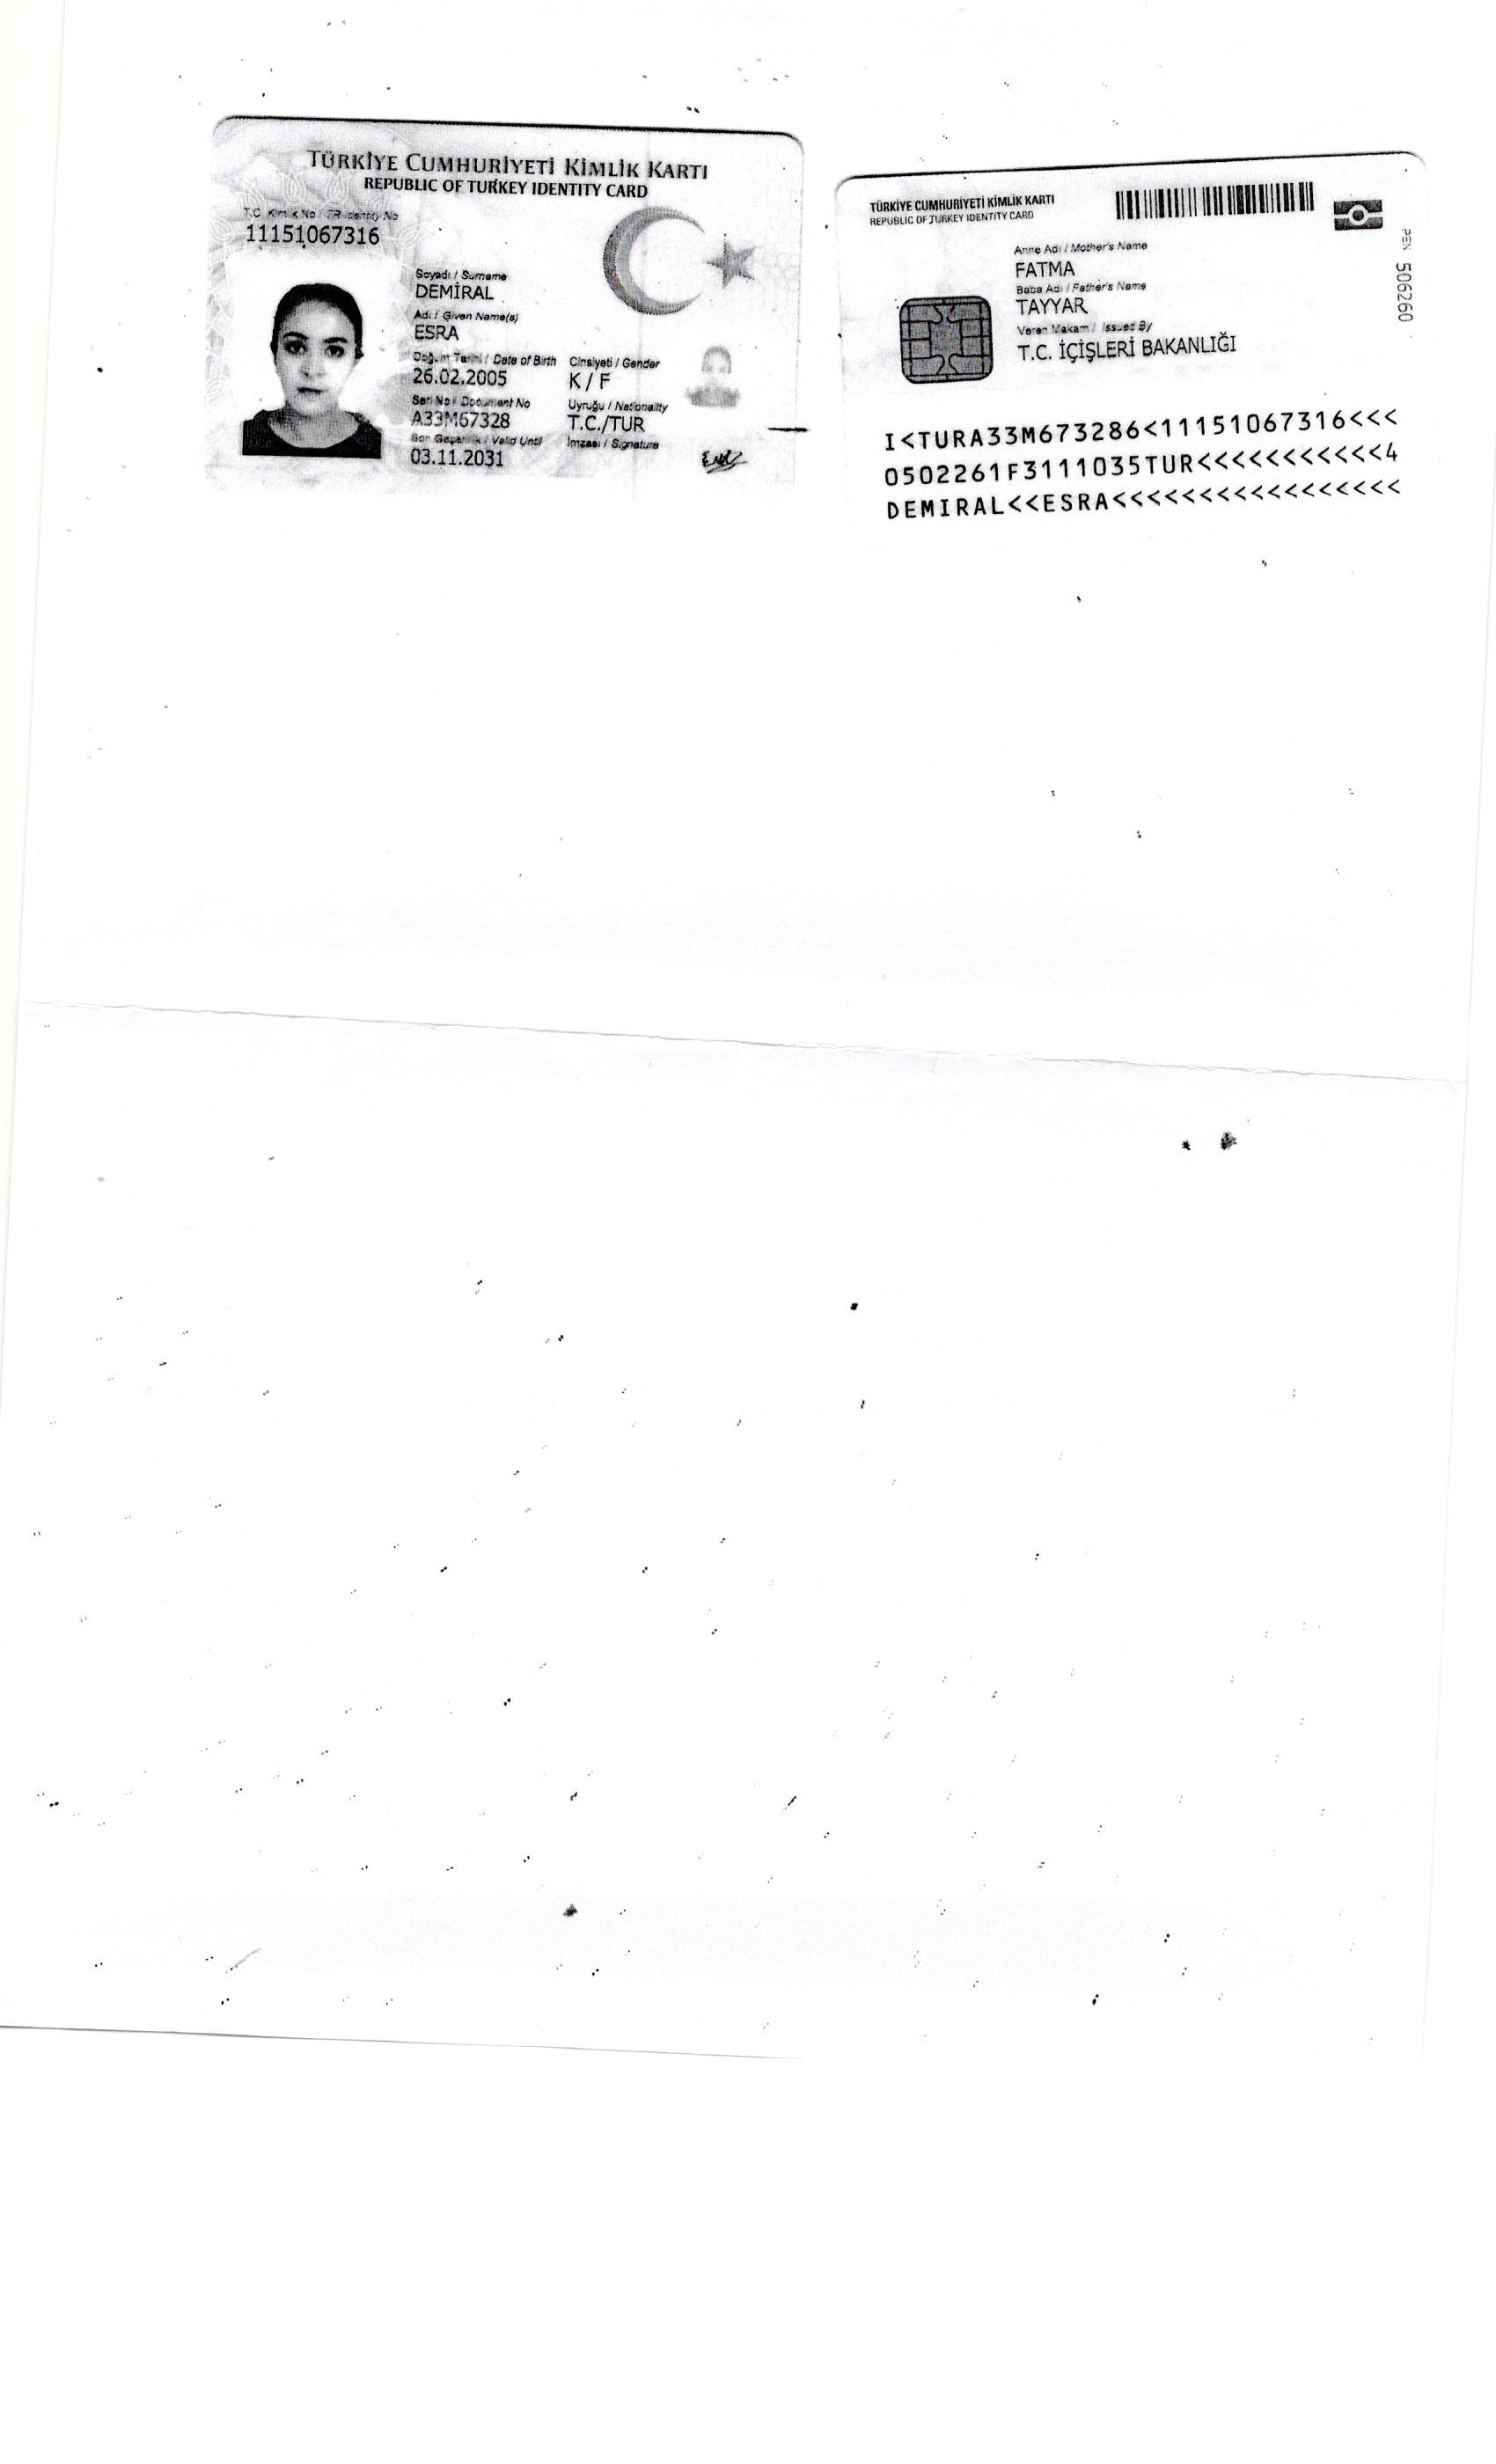 TÜRKİYE CUMHURİYETİ KİMLİK KARTI
REPUBLIC OF TURKEY IDENTITY CARD
T.C. Kimlik No / TR Identity No
11151067316
Soyadı / Surname
DEMİRAL
Adı / Given Name(s)
ESRA
Doğum Tarihi / Date of Birth Cinsiyeti / Gender
26.02.2005 K / F
Seri No / Document No Uyruğu / Nationality
A33M67328 T.C./TUR
Son Geçerlilik / Valid Until İmzası / Signature
03.11.2031
TÜRKİYE CUMHURİYETİ KİMLİK KARTI
REPUBLIC OF TURKEY IDENTITY CARD
Anne Adı / Mother's Name
FATMA
Baba Adı / Father's Name
TAYYAR
Veren Makam / Issued By
T.C. İÇİŞLERİ BAKANLIĞI
PEN 506260
I<TURA33M673286<11151067316<<<
0502261F3111035TUR<<<<<<<<<<<4
DEMIRAL<<ESRA<<<<<<<<<<<<<<<<<